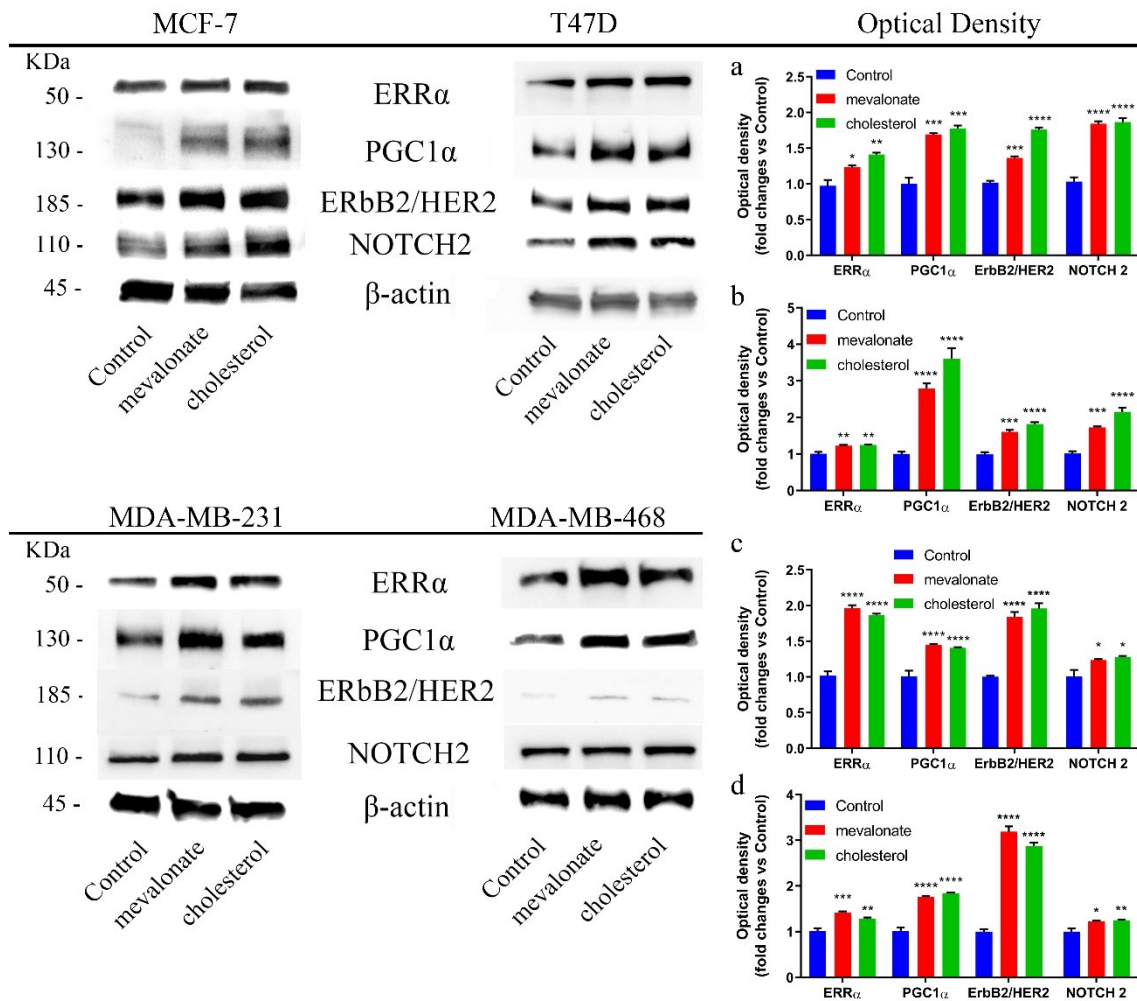 MCF-7 T47D Optical Density
KDa
50 -
130 -
185 -
110 -
45 -
ERRα
PGC1α
ERbB2/HER2
NOTCH2
β-actin
Control
mevalonate
cholesterol
Control
mevalonate
cholesterol
a
Optical density
(fold changes vs Control)
2.5
2.0
1.5
1.0
0.5
0.0
Control
mevalonate
cholesterol
* ** *** *** *** **** **** ****
ERRα PGC1α ErbB2/HER2 NOTCH 2
b
Optical density
(fold changes vs Control)
5
4
3
2
1
0
Control
mevalonate
cholesterol
** ** **** **** *** **** *** ****
ERRα PGC1α ErbB2/HER2 NOTCH 2
MDA-MB-231 MDA-MB-468
KDa
50 -
130 -
185 -
110 -
45 -
ERRα
PGC1α
ERbB2/HER2
NOTCH2
β-actin
Control
mevalonate
cholesterol
Control
mevalonate
cholesterol
c
Optical density
(fold changes vs Control)
2.5
2.0
1.5
1.0
0.5
0.0
Control
mevalonate
cholesterol
**** **** **** **** **** **** * *
ERRα PGC1α ErbB2/HER2 NOTCH 2
d
Optical density
(fold changes vs Control)
4
3
2
1
0
Control
mevalonate
cholesterol
*** ** **** **** **** **** * **
ERRα PGC1α ErbB2/HER2 NOTCH 2